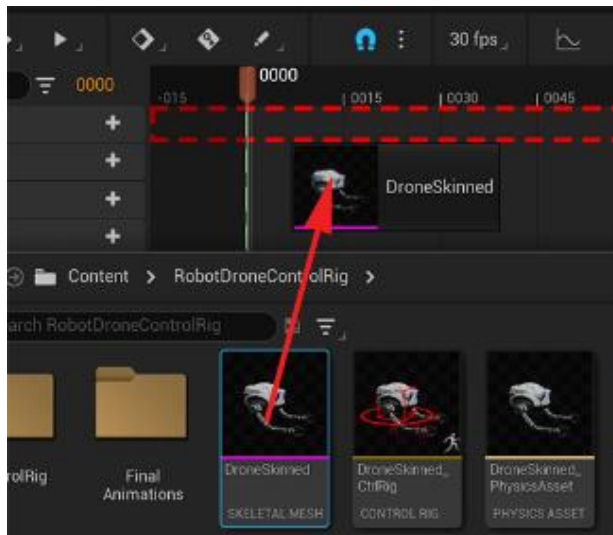 30 fps
0000
0000
-015
0015
0030
0045
DroneSkinned
Content > RobotDroneControlRig >
arch RobotDroneControlRig
rolRig
Final
Animations
DroneSkinned
SKELETAL MESH
DroneSkinned_
CtrlRig
CONTROL RIG
DroneSkinned_
PhysicsAsset
PHYSICS ASSET